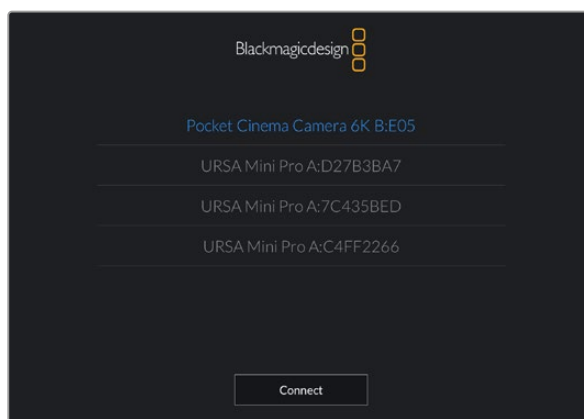 Blackmagicdesign
Pocket Cinema Camera 6K B:E05
URSA Mini Pro A:D27B3BA7
URSA Mini Pro A:7C435BED
URSA Mini Pro A:C4FF2266
Connect